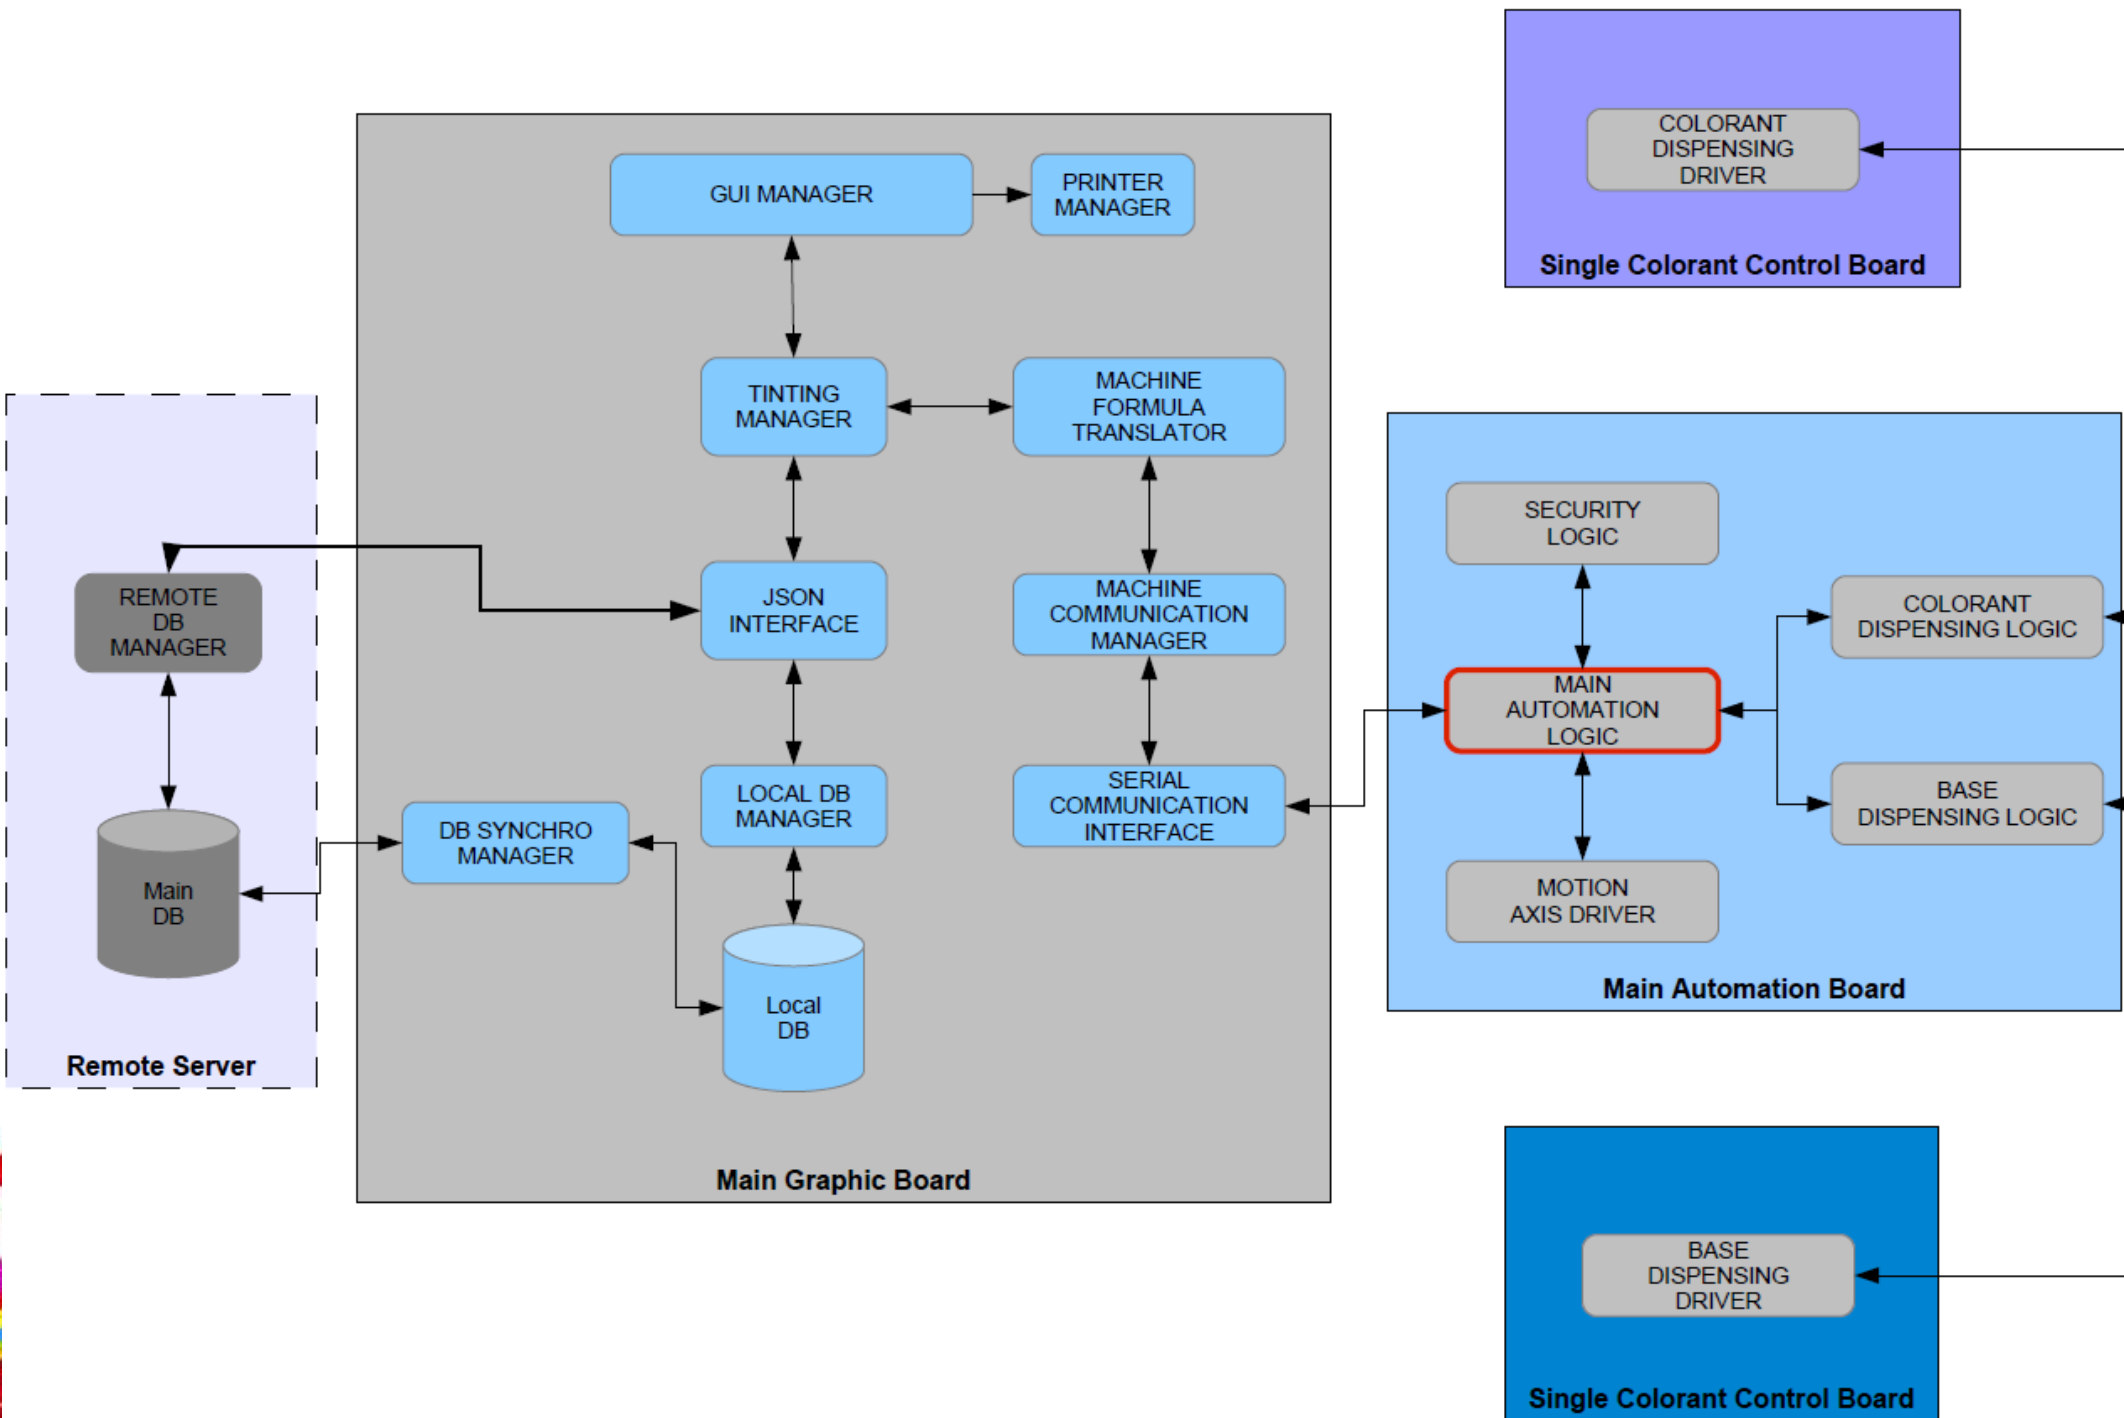 COLORANT
DISPENSING
DRIVER
Single Colorant Control Board
GUI MANAGER
PRINTER
MANAGER
TINTING
MANAGER
MACHINE
FORMULA
TRANSLATOR
JSON
INTERFACE
MACHINE
COMMUNICATION
MANAGER
LOCAL DB
MANAGER
SERIAL
COMMUNICATION
INTERFACE
DB SYNCHRO
MANAGER
Local
DB
Main Graphic Board
REMOTE
DB
MANAGER
Main
DB
Remote Server
SECURITY
LOGIC
COLORANT
DISPENSING LOGIC
MAIN
AUTOMATION
LOGIC
BASE
DISPENSING LOGIC
MOTION
AXIS DRIVER
Main Automation Board
BASE
DISPENSING
DRIVER
Single Colorant Control Board